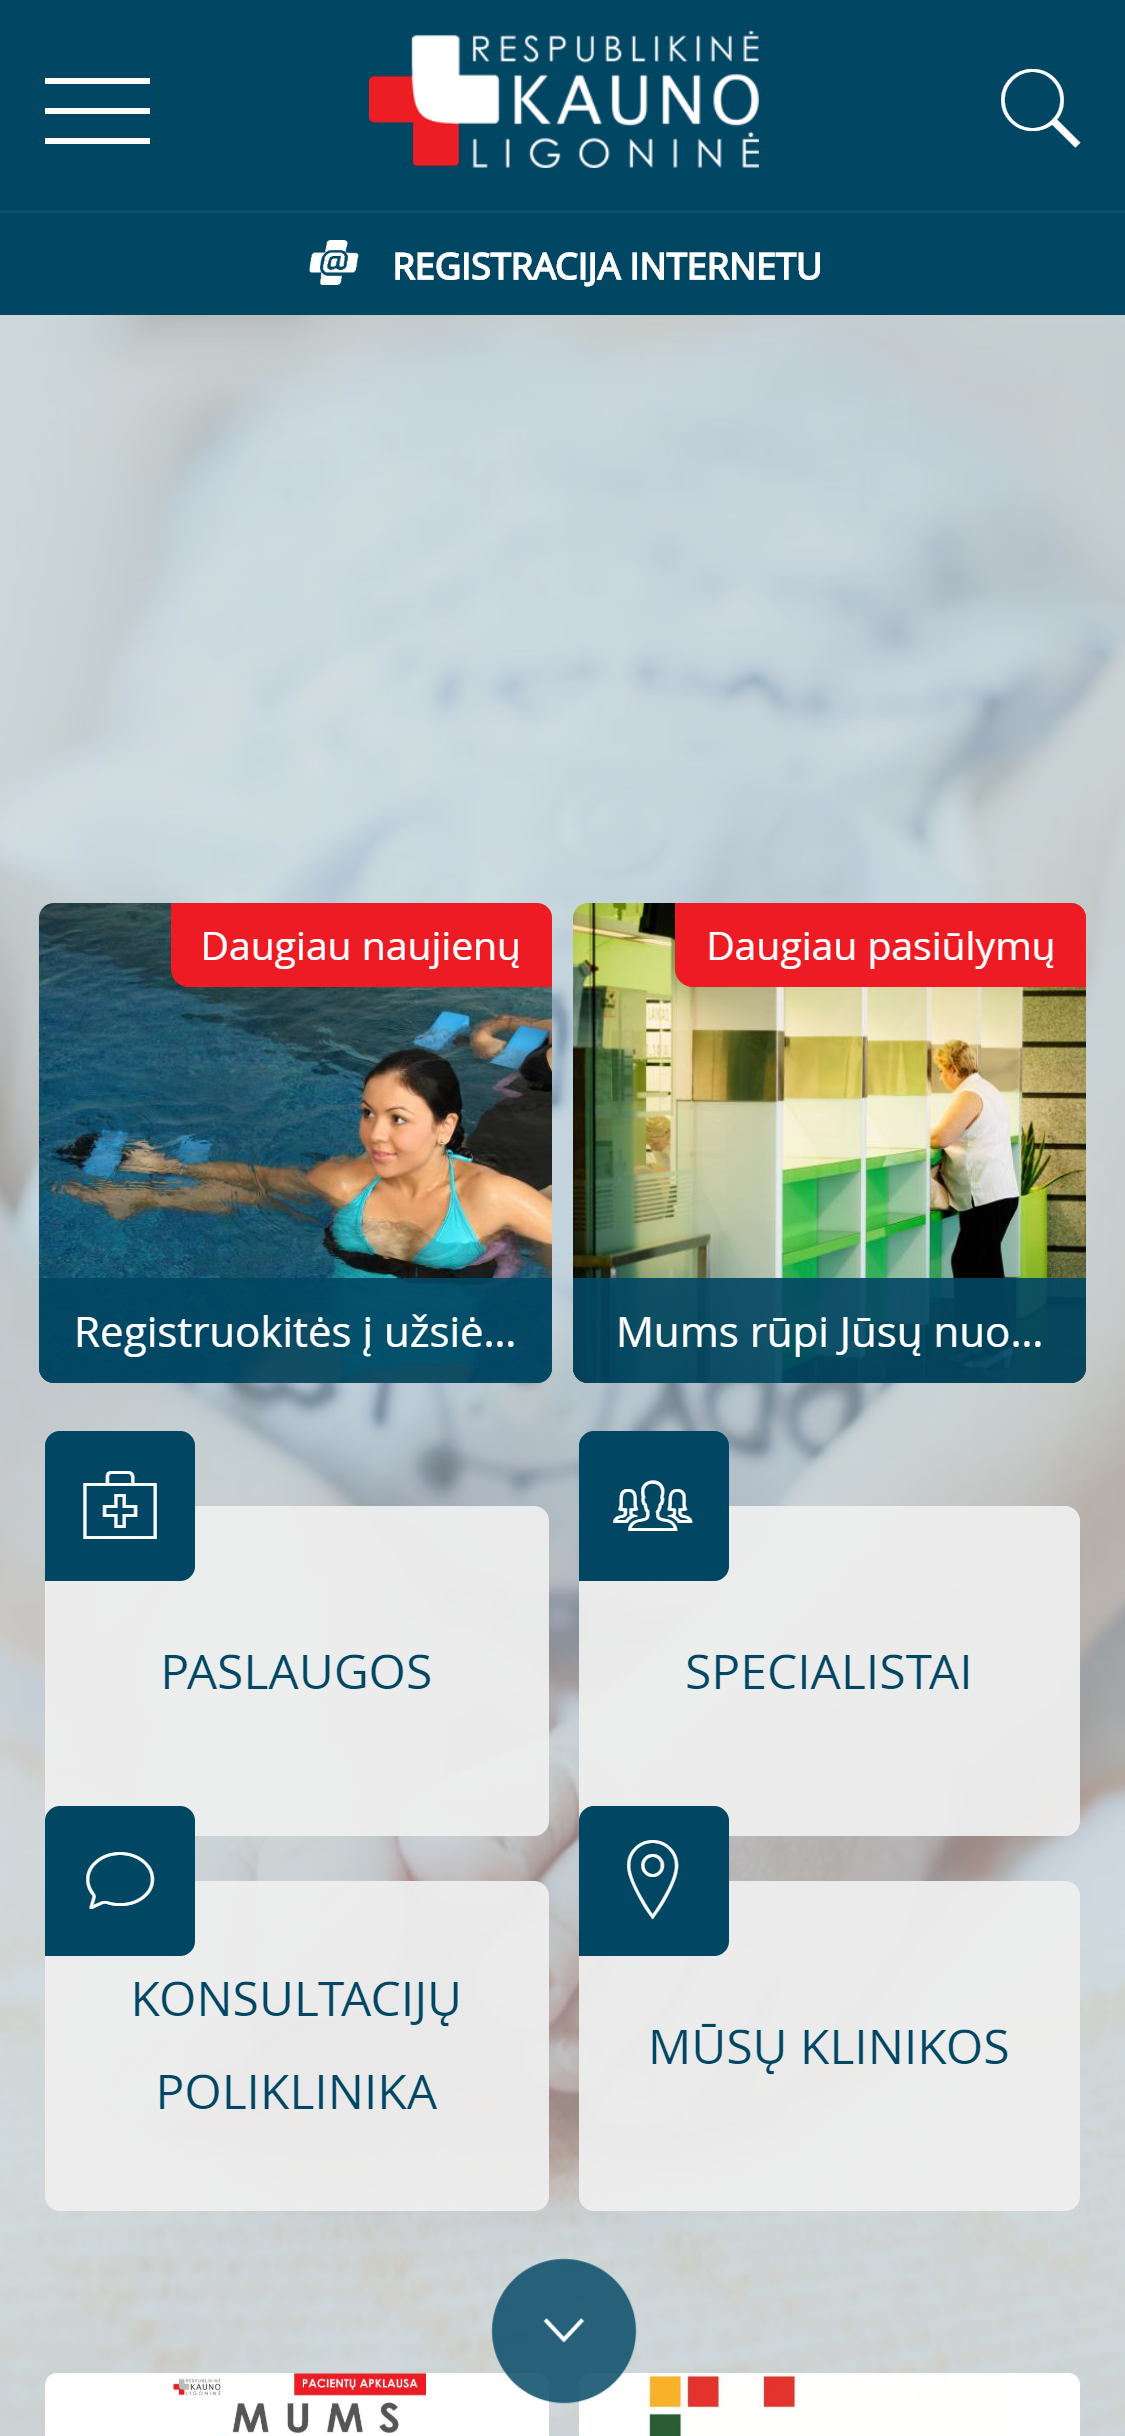 RESPUBLIKINĖ
KAUNO
LIGONINĖ
REGISTRACIJA INTERNETU
Daugiau naujienų
Daugiau pasiūlymų
Registruokitės į užsiė...
Mums rūpi Jūsų nuo...
PASLAUGOS
SPECIALISTAI
KONSULTACIJŲ
POLIKLINIKA
MŪSŲ KLINIKOS
RESPUBLIKINĖ
KAUNO
LIGONINĖ
PACIENTŲ APKLAUSA
MUMS